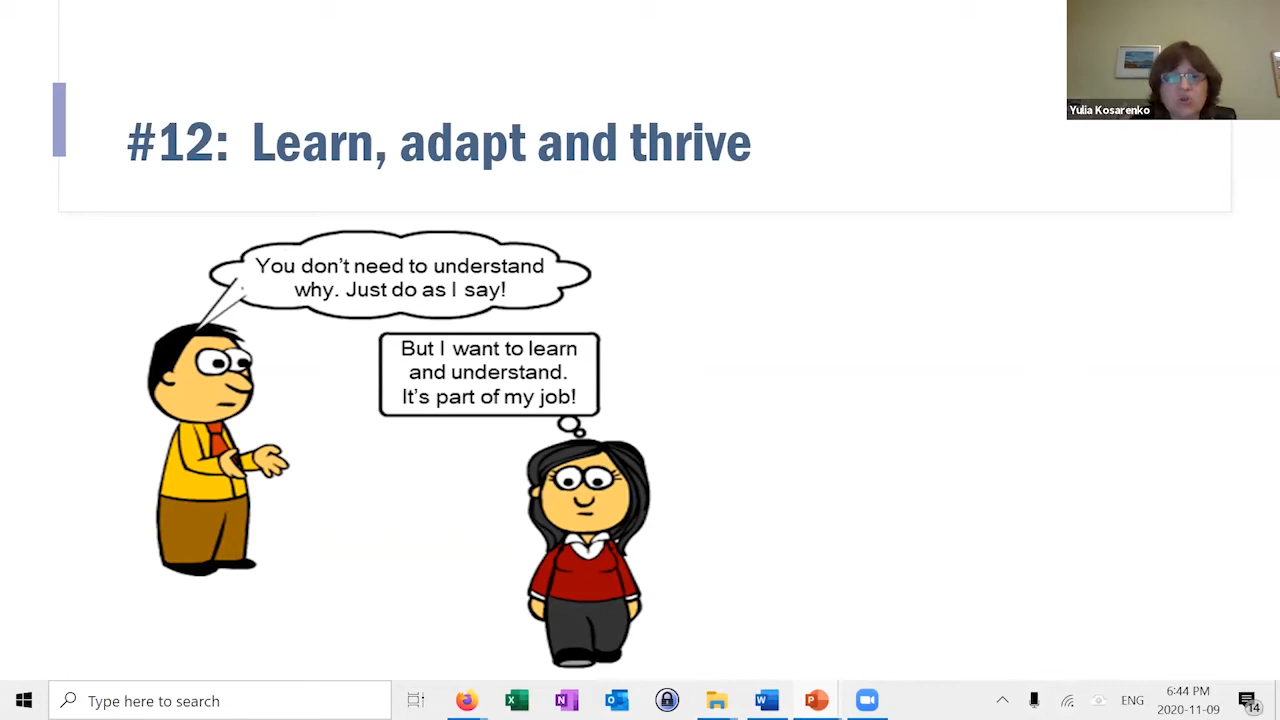 #12: Learn, adapt and thrive
Yulia Kosarenko
You don't need to understand
why. Just do as I say!
But I want to learn
and understand.
It's part of my job!
Type here to search
ENG
6:44 PM
2020-11-09
14